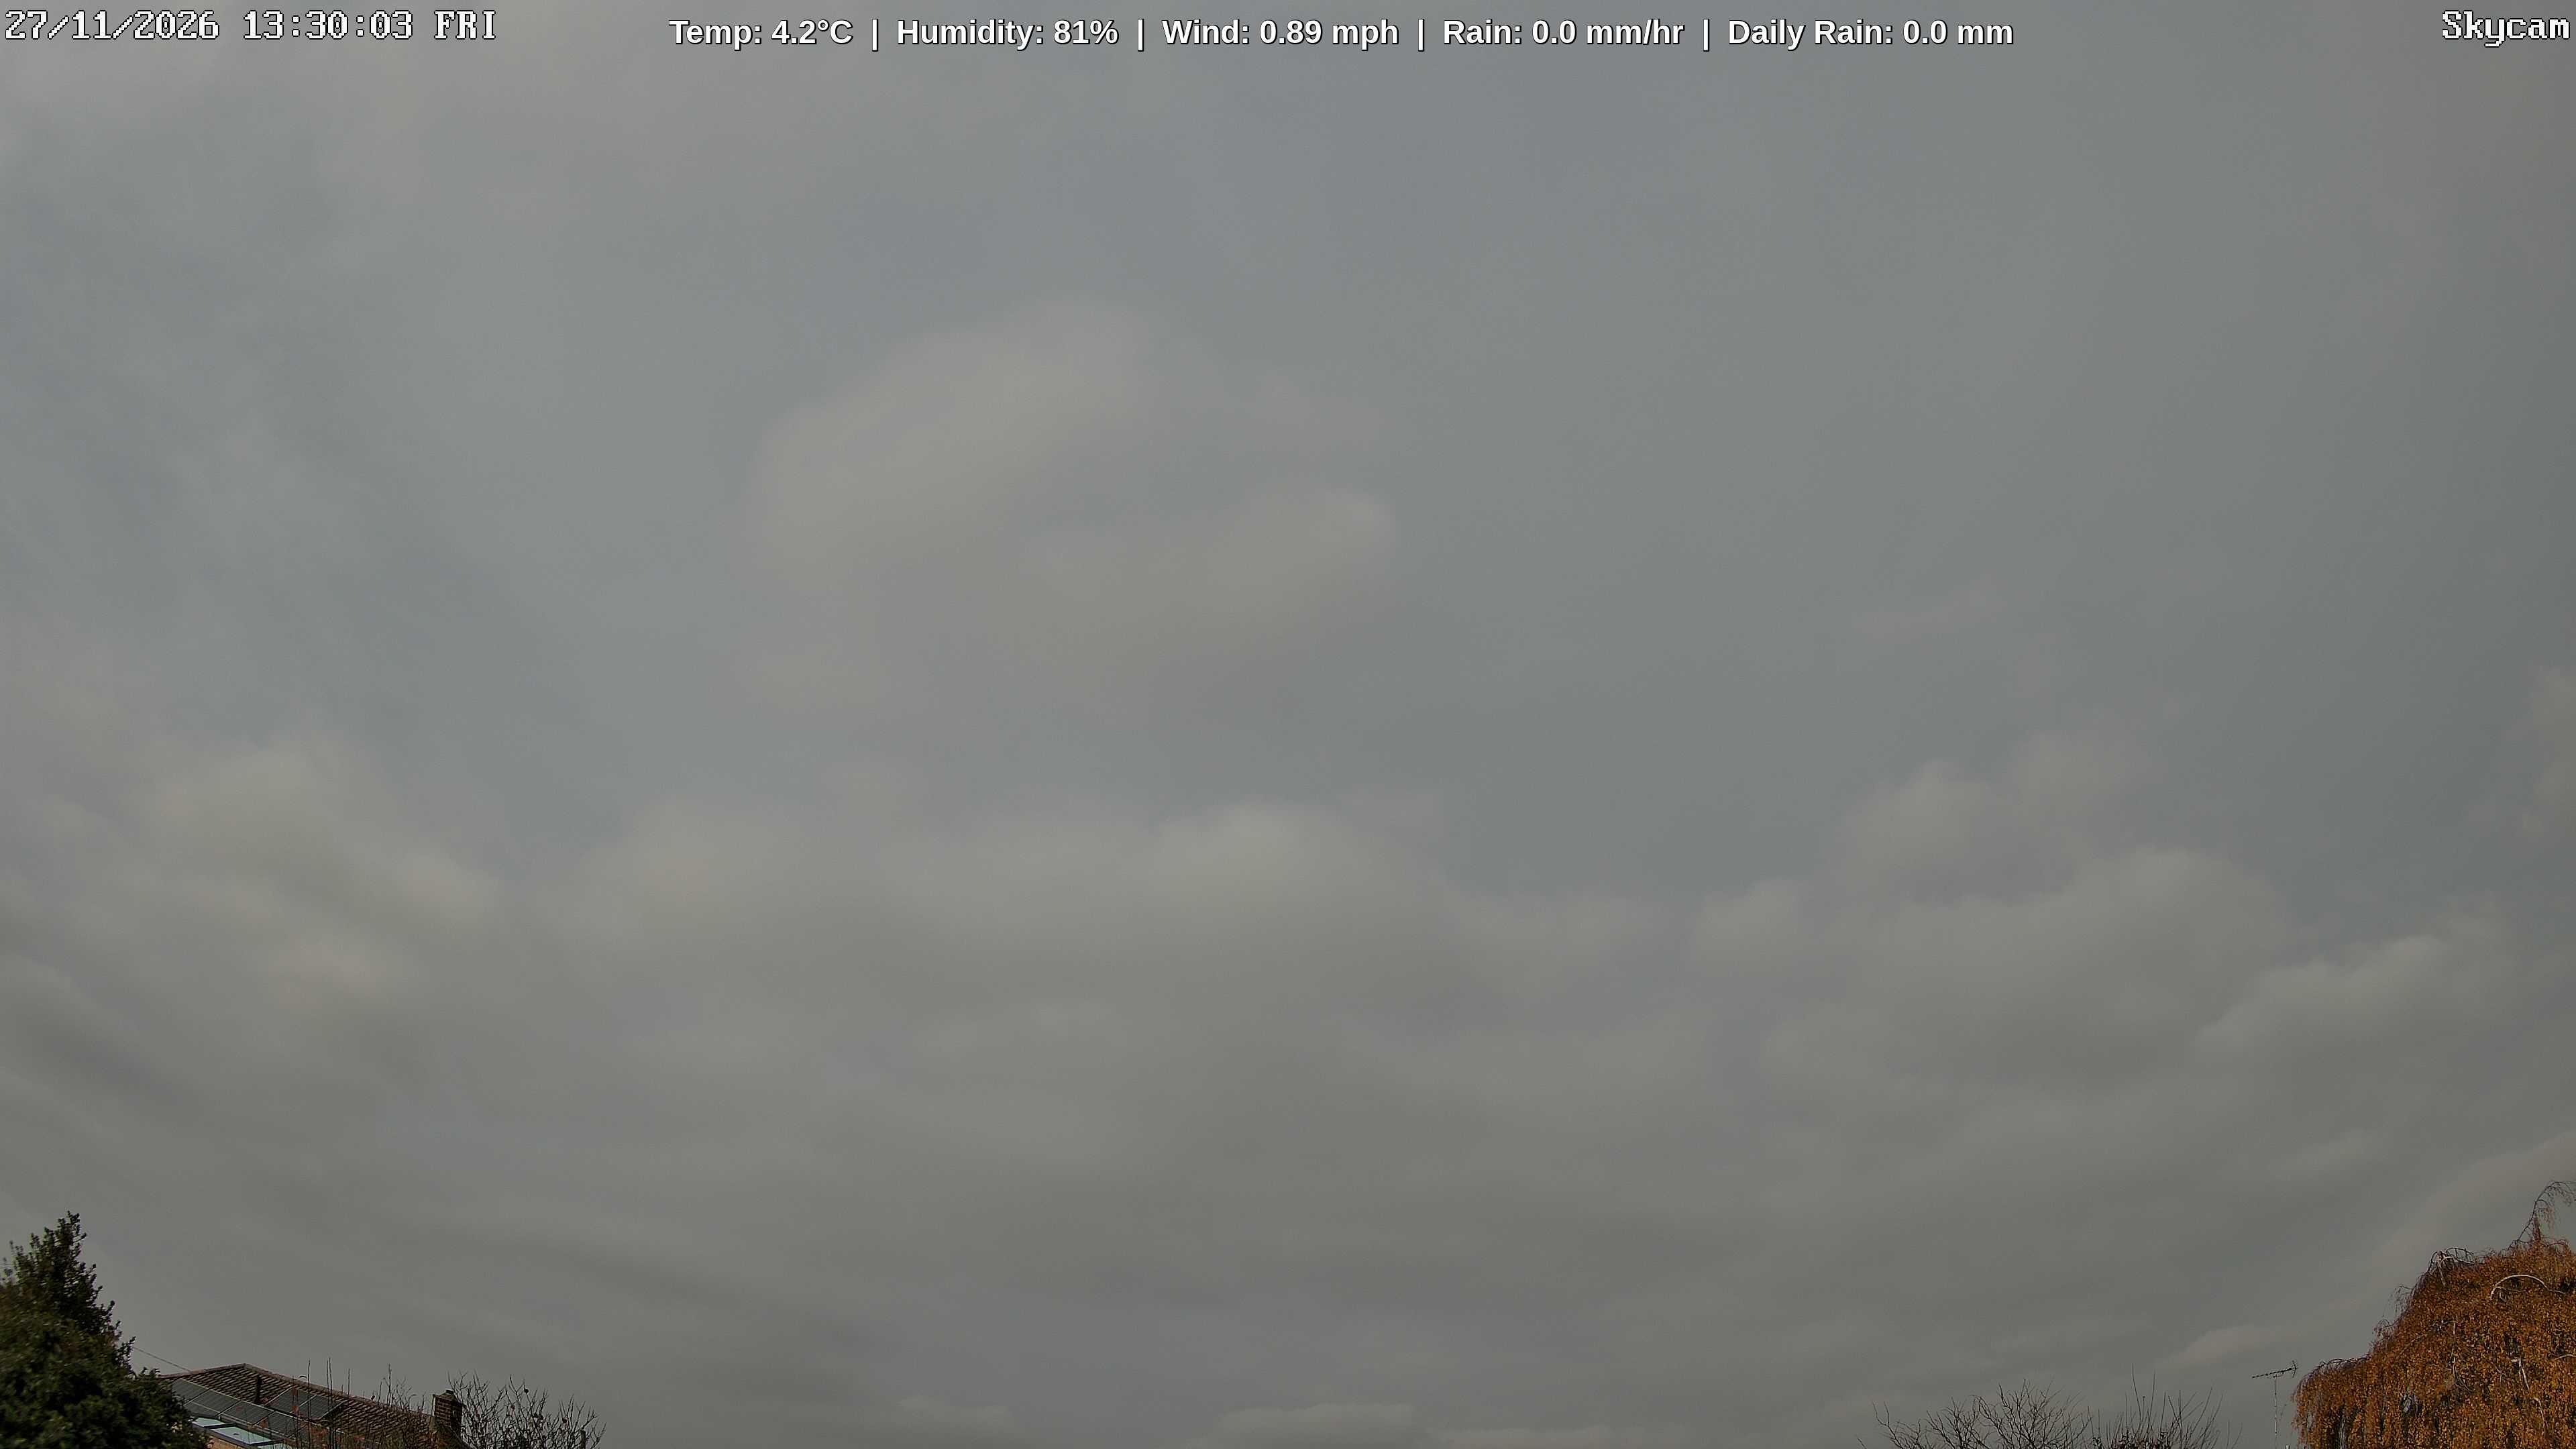 27/11/2026 13:30:03 FRI
Temp: 4.2°C | Humidity: 81% | Wind: 0.89 mph | Rain: 0.0 mm/hr | Daily Rain: 0.0 mm
Skycam